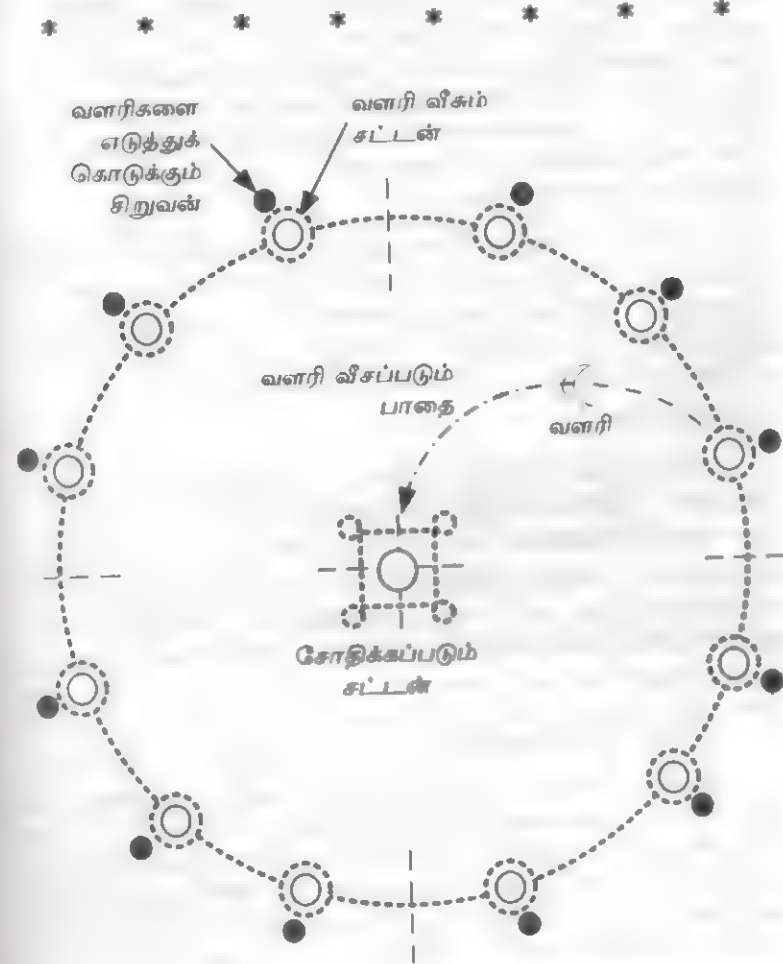 * * * * * * * *
வளரிகளை
எடுத்துக்
கொடுக்கும்
சிறுவன்
வளரி வீசும்
சட்டன்
வளரி வீசப்படும்
பாதை
வளரி
சோதிக்கப்படும்
சட்டன்